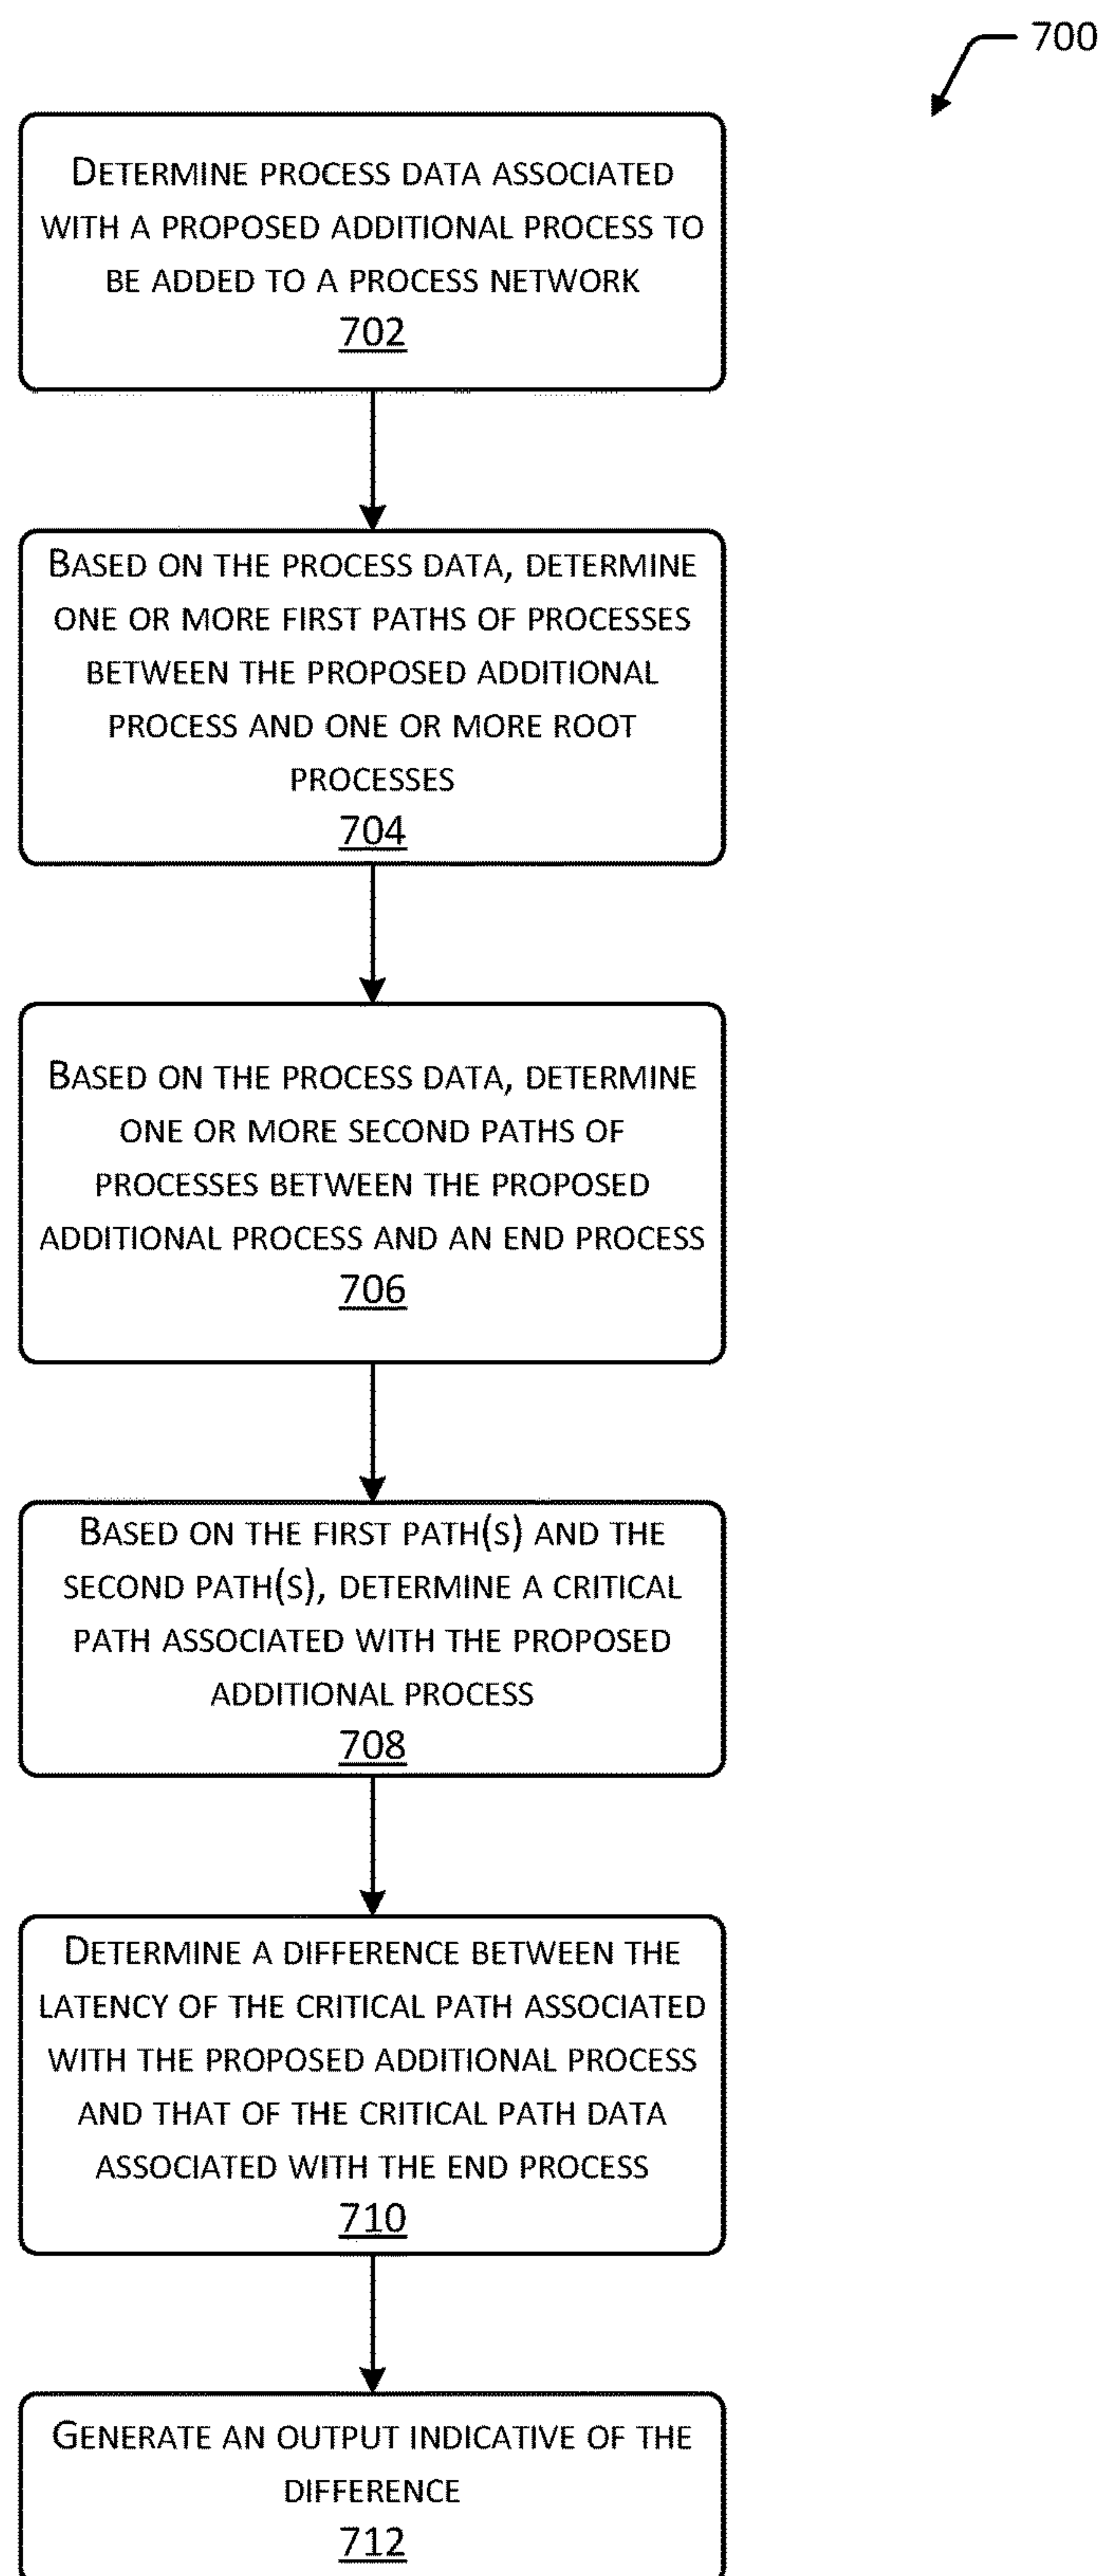 700
DETERMINE PROCESS DATA ASSOCIATED
WITH A PROPOSED ADDITIONAL PROCESS TO
BE ADDED TO A PROCESS NETWORK
702
BASED ON THE PROCESS DATA, DETERMINE
ONE OR MORE FIRST PATHS OF PROCESSES
BETWEEN THE PROPOSED ADDITIONAL
PROCESS AND ONE OR MORE ROOT
PROCESSES
704
BASED ON THE PROCESS DATA, DETERMINE
ONE OR MORE SECOND PATHS OF
PROCESSES BETWEEN THE PROPOSED
ADDITIONAL PROCESS AND AN END PROCESS
706
BASED ON THE FIRST PATH(S) AND THE
SECOND PATH(S), DETERMINE A CRITICAL
PATH ASSOCIATED WITH THE PROPOSED
ADDITIONAL PROCESS
708
DETERMINE A DIFFERENCE BETWEEN THE
LATENCY OF THE CRITICAL PATH ASSOCIATED
WITH THE PROPOSED ADDITIONAL PROCESS
AND THAT OF THE CRITICAL PATH DATA
ASSOCIATED WITH THE END PROCESS
710
GENERATE AN OUTPUT INDICATIVE OF THE
DIFFERENCE
712